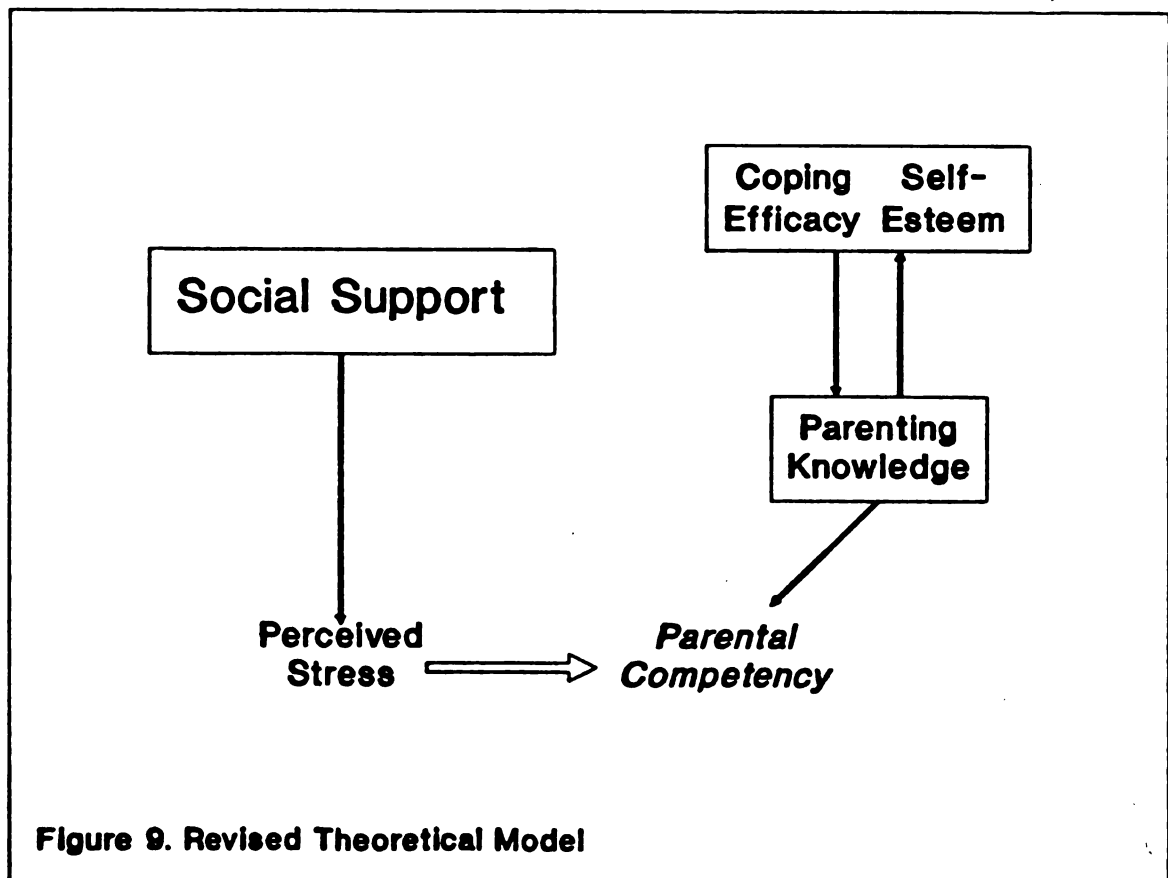 Coping Self-
Efficacy Esteem
Social Support
Parenting
Knowledge
Perceived
Stress
Parental
Competency
Figure 9. Revised Theoretical Model